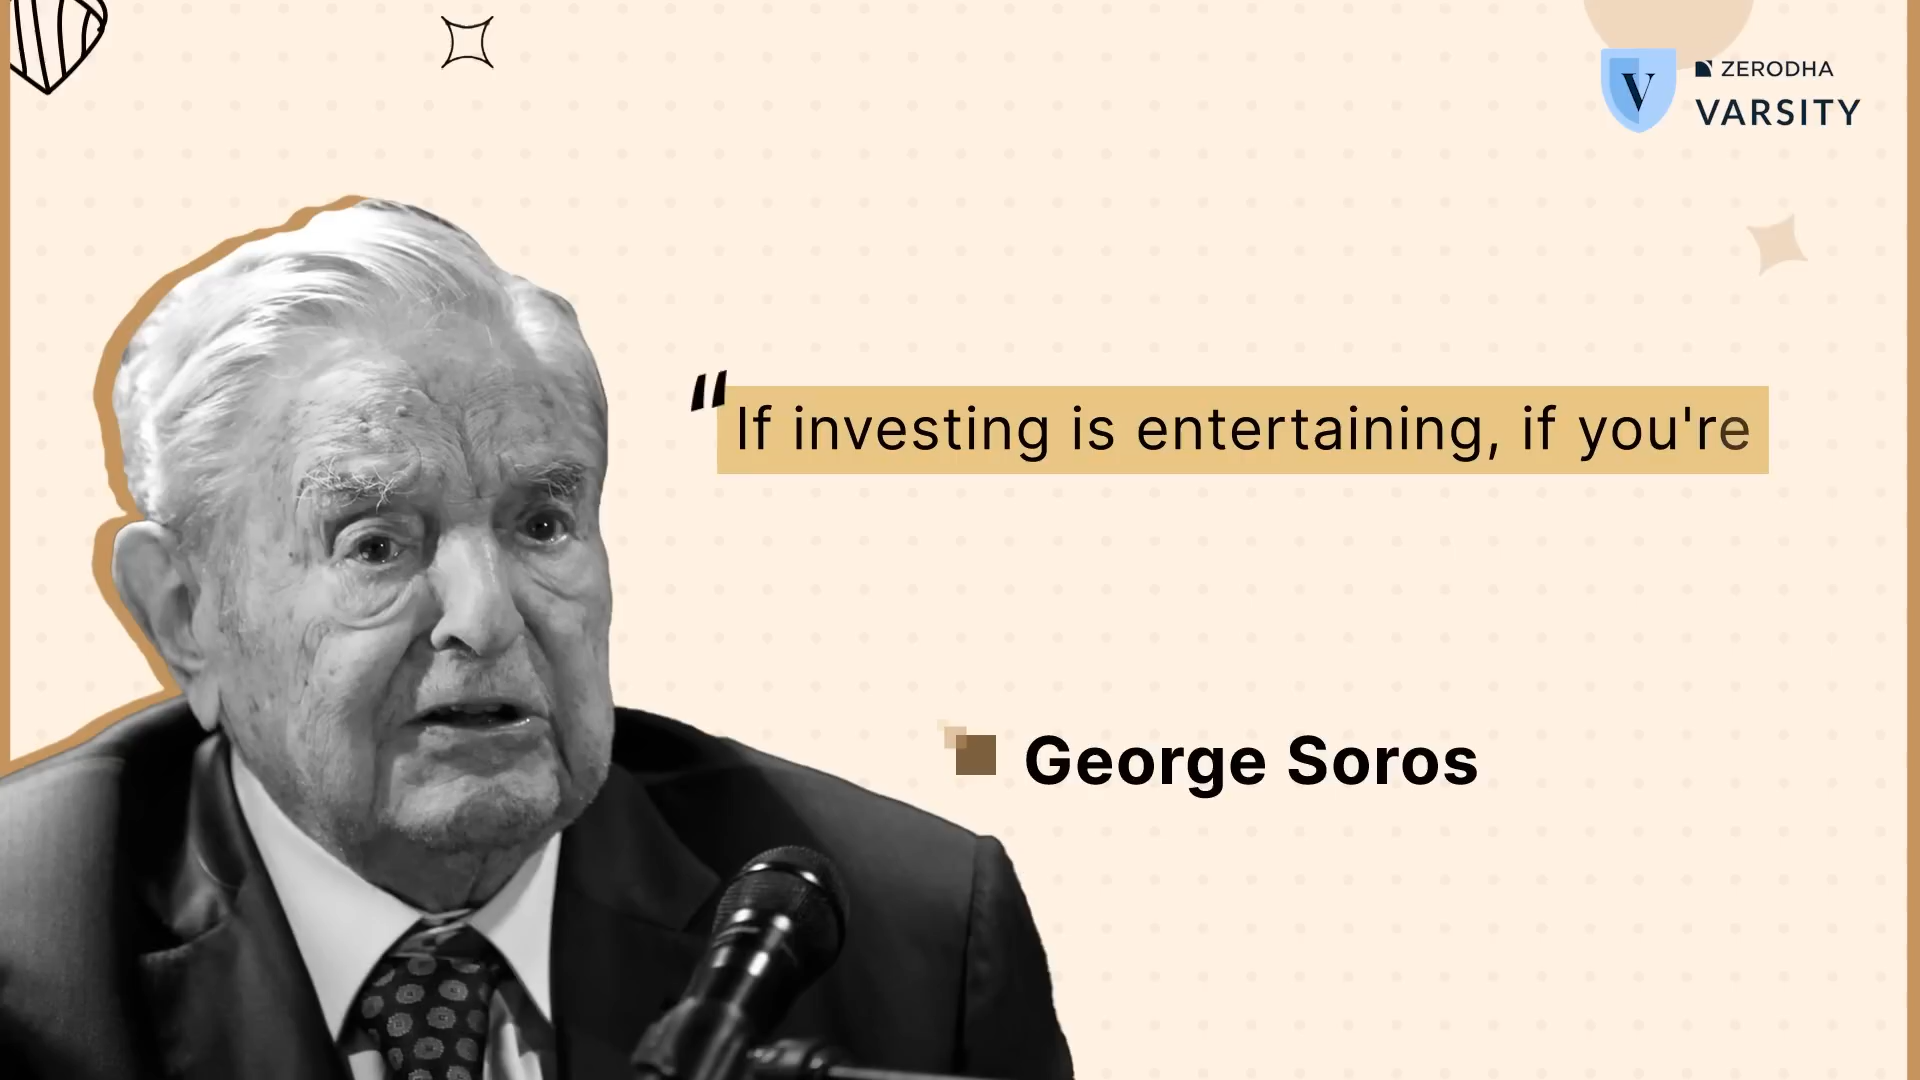 ZERODHA
V VARSITY
“If investing is entertaining, if you're
George Soros